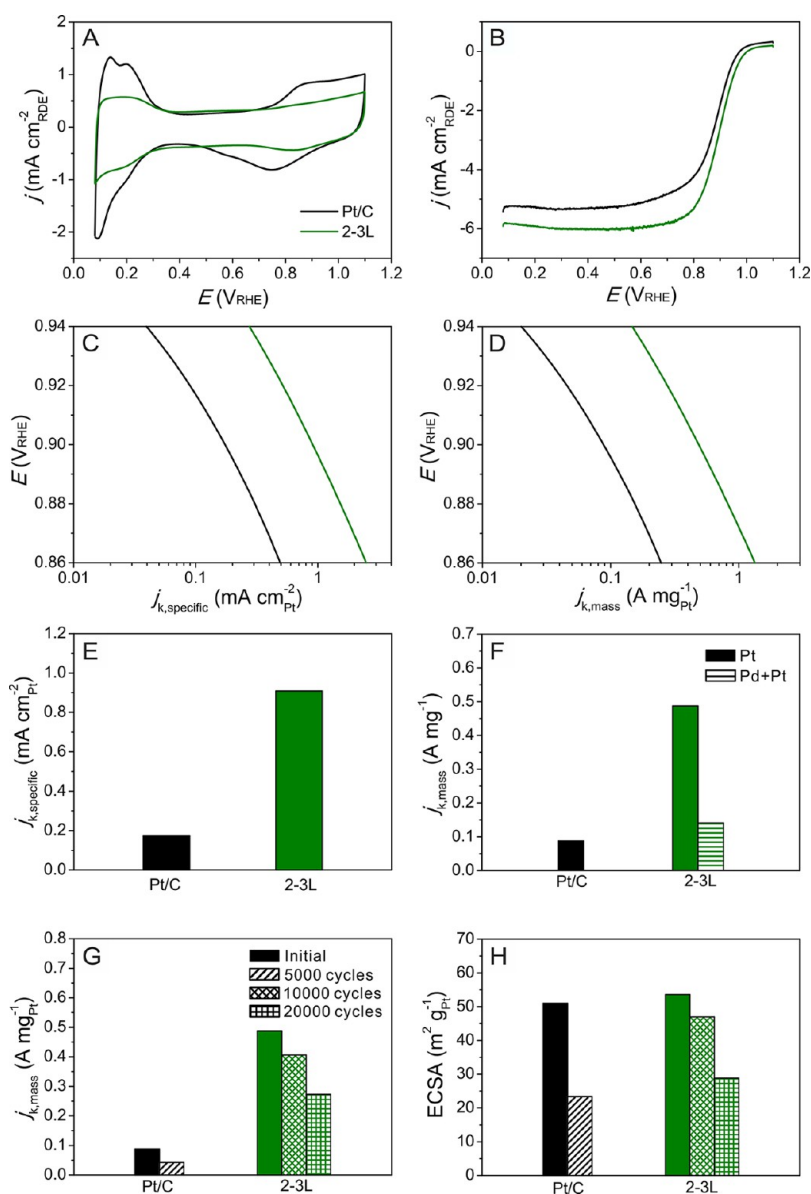 A
j (mA cm⁻²RDE)
2
1
0
-1
-2
Pt/C
2-3L
0.0 0.2 0.4 0.6 0.8 1.0 1.2
E (VRHE)
B
j (mA cm⁻²RDE)
0
-2
-4
-6
0.0 0.2 0.4 0.6 0.8 1.0 1.2
E (VRHE)
C
E (VRHE)
0.94
0.92
0.90
0.88
0.86
0.01 0.1 1
jk,specific (mA cm⁻²Pt)
D
E (VRHE)
0.94
0.92
0.90
0.88
0.86
0.01 0.1 1
jk,mass (A mg⁻¹Pt)
E
jk,specific (mA cm⁻²Pt)
1.2
1.0
0.8
0.6
0.4
0.2
0.0
Pt/C 2-3L
F
jk,mass (A mg⁻¹)
0.7
0.6
0.5
0.4
0.3
0.2
0.1
0.0
Pt
Pd+Pt
Pt/C 2-3L
G
jk,mass (A mg⁻¹Pt)
0.8
0.7
0.6
0.5
0.4
0.3
0.2
0.1
0.0
Initial
5000 cycles
10000 cycles
20000 cycles
Pt/C 2-3L
H
ECSA (m² g⁻¹Pt)
70
60
50
40
30
20
10
0
Pt/C 2-3L